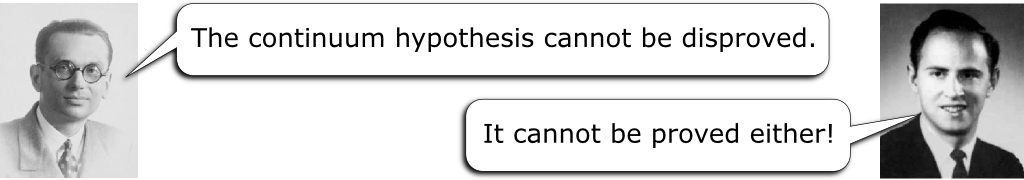 The continuum hypothesis cannot be disproved.
It cannot be proved either!